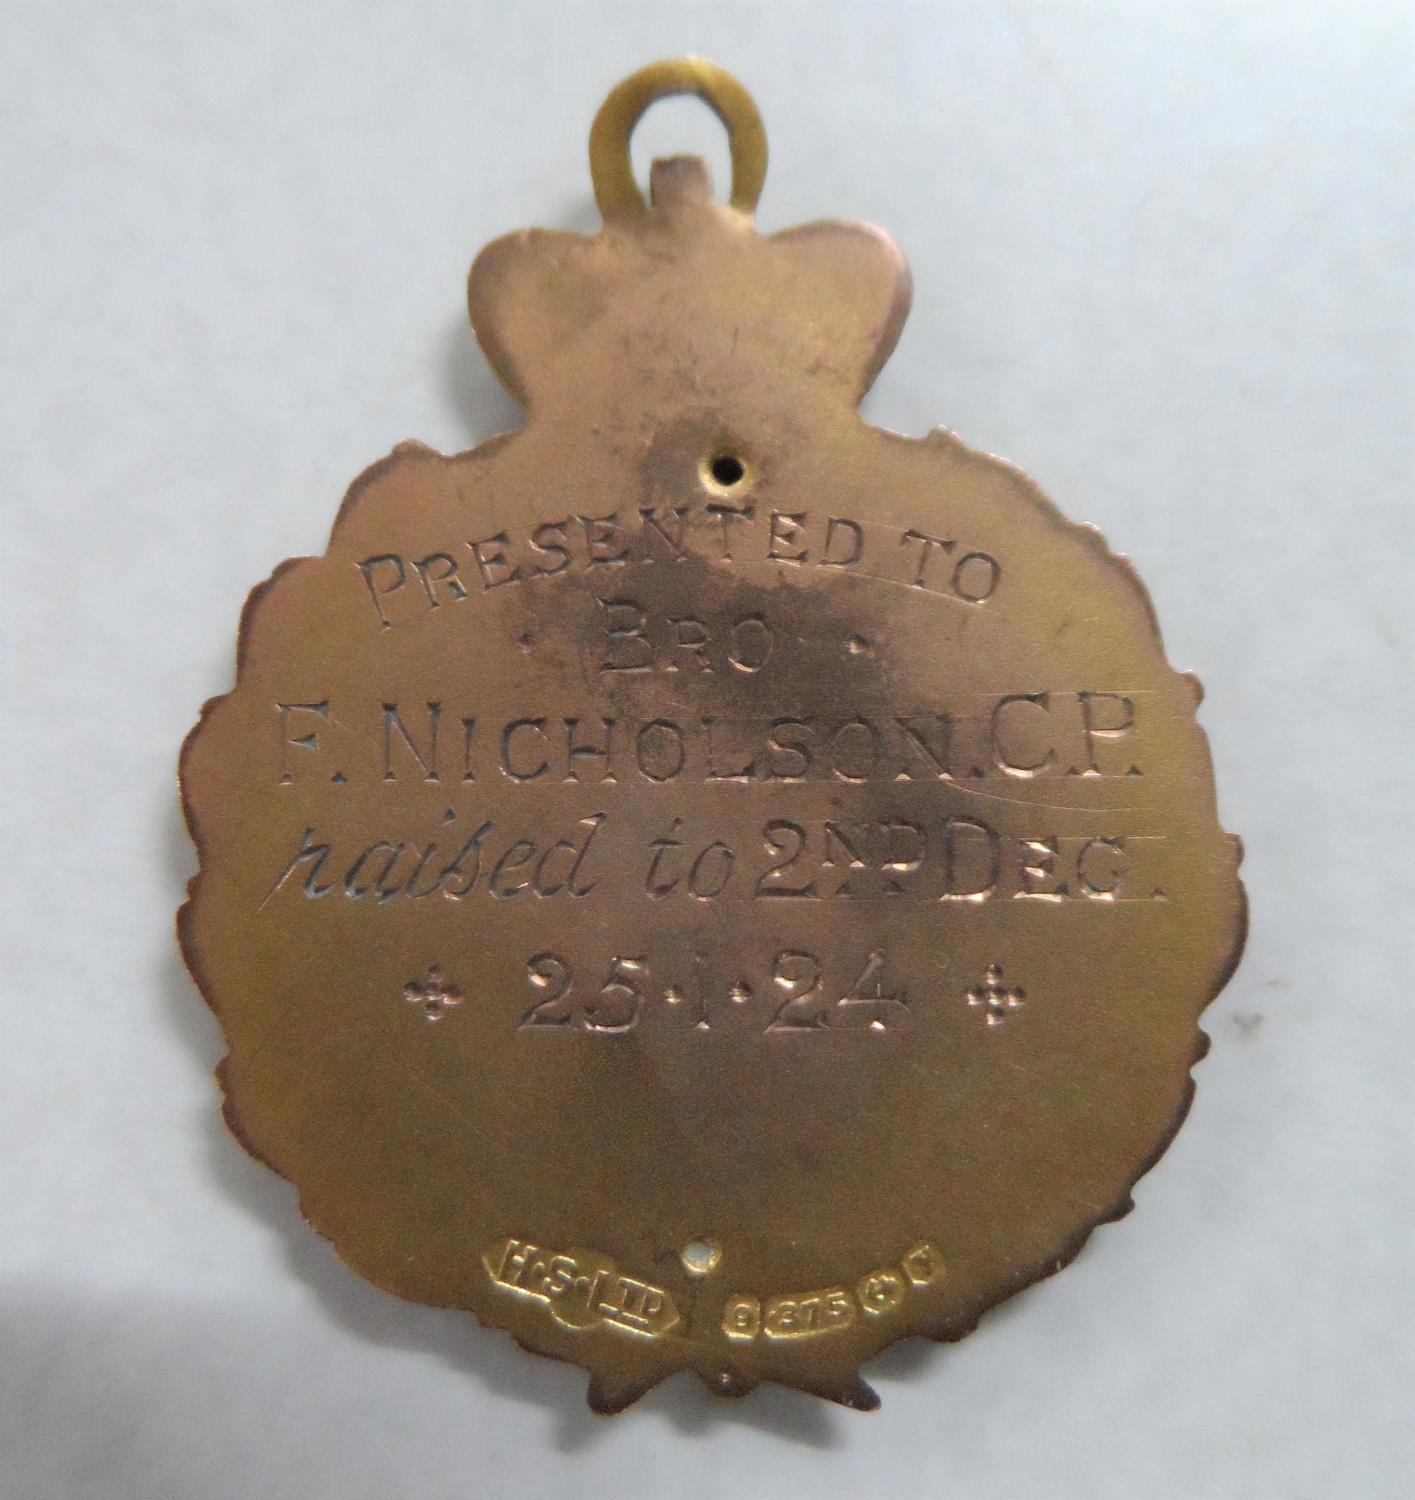 PRESENTED TO
· BRO ·
F. NICHOLSON. C.P.
raised to 2ND DEG.
25·1·24
H·S·LTD 9 375